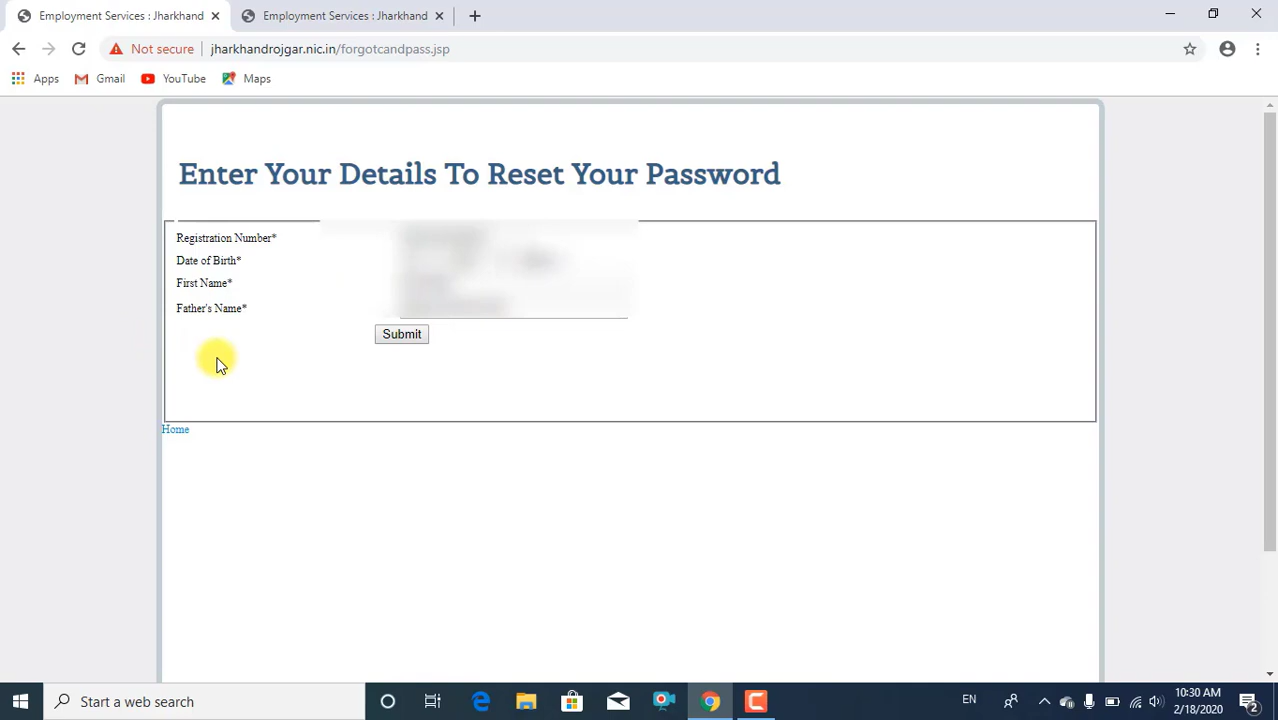 Employment Services : Jharkhand
Employment Services : Jharkhand
Not secure
jharkhandrojgar.nic.in/forgotcandpass.jsp
Apps
Gmail
YouTube
Maps
Enter Your Details To Reset Your Password
Registration Number*
Date of Birth*
First Name*
Father's Name*
Submit
Home
Start a web search
EN
10:30 AM
2/18/2020
2